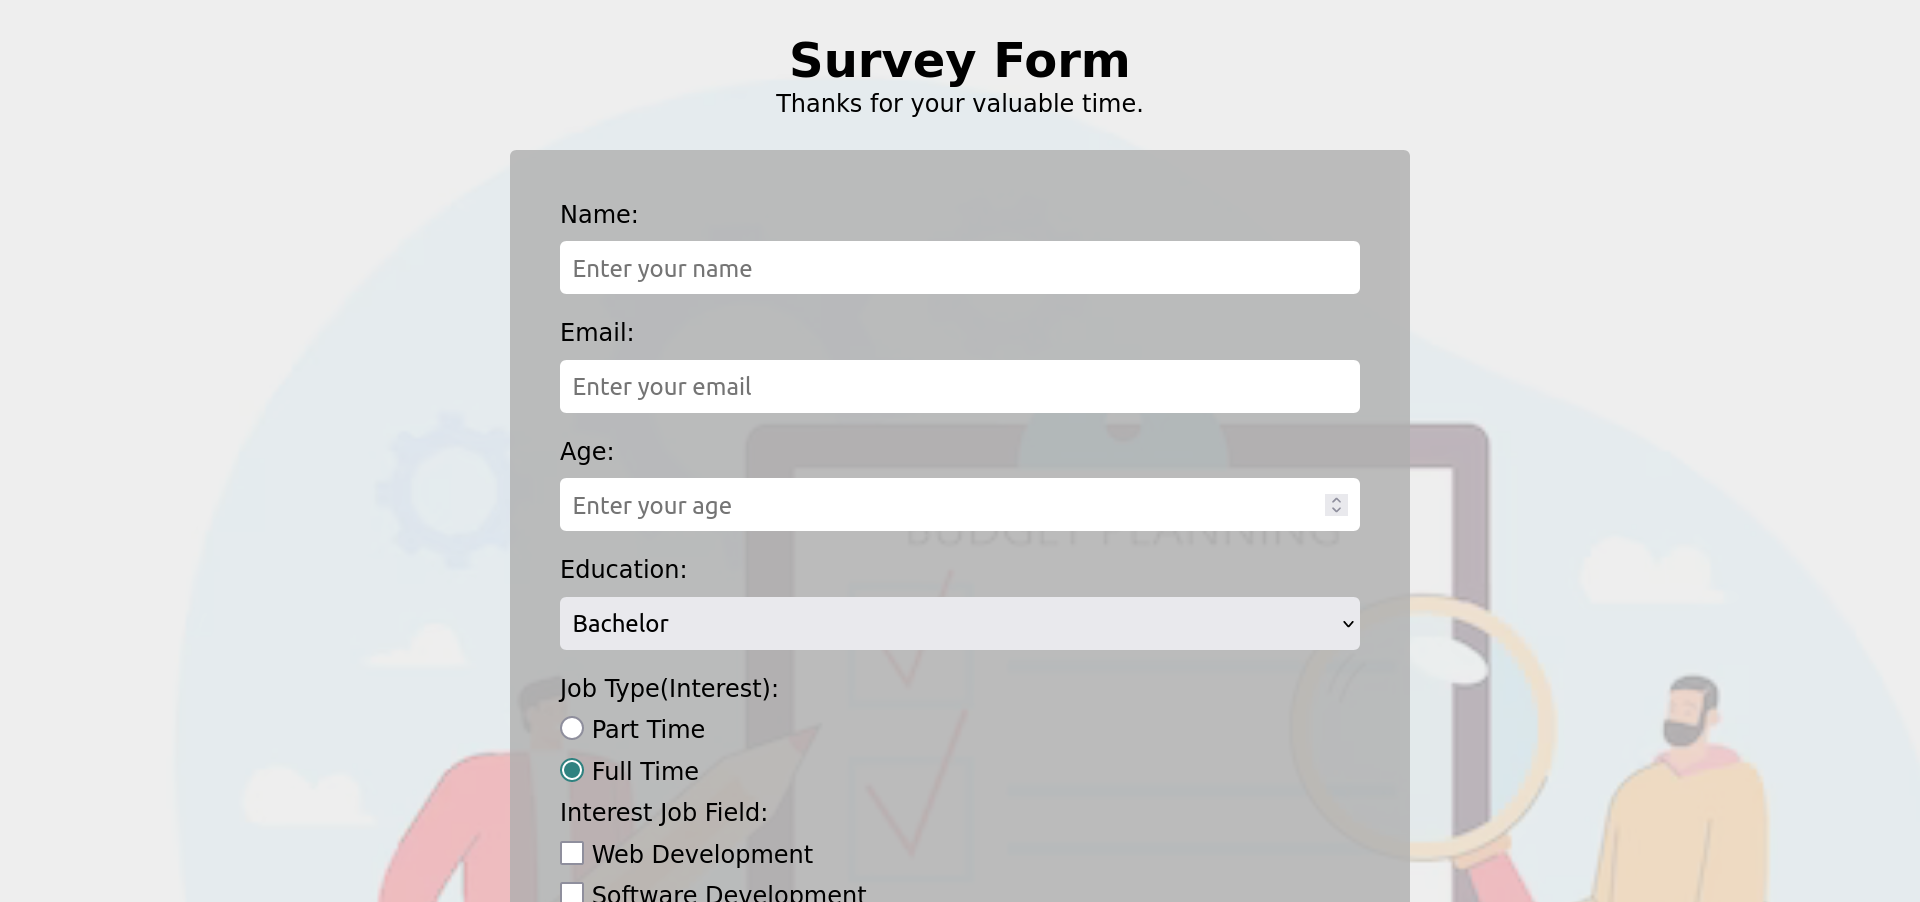 Survey Form
Thanks for your valuable time.
Name:
Enter your name
Email:
Enter your email
Age:
Enter your age
BUDGET PLANNING
Education:
Bachelor
Job Type(Interest):
Part Time
Full Time
Interest Job Field:
Web Development
Software Development